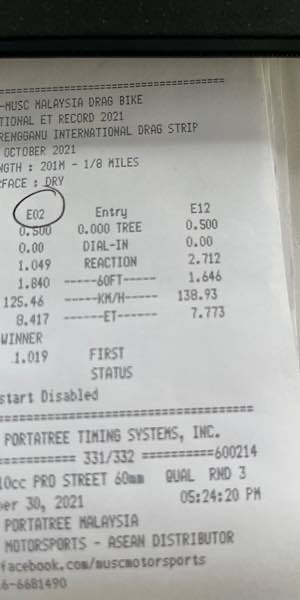 -MUSC MALAYSIA DRAG BIKE
TIONAL ET RECORD 2021
RENGGANU INTERNATIONAL DRAG STRIP
OCTOBER 2021
NGTH : 201M - 1/8 MILES
RFACE : DRY
E02 Entry E12
0.500 0.000 TREE 0.500
0.00 DIAL-IN 0.00
1.049 REACTION 2.712
1.840 -----60FT----- 1.646
125.46 -----KM/H----- 138.93
8.417 ------ET------ 7.773
WINNER
1.019 FIRST
STATUS
start Disabled
PORTATREE TIMING SYSTEMS, INC.
========== 331/332 ==========600214
10cc PRO STREET 60mm QUAL RND 3
ber 30, 2021 05:24:20 PM
PORTATREE MALAYSIA
MOTORSPORTS - ASEAN DISTRIBUTOR
facebook.com/muscmotorsports
6-6681490